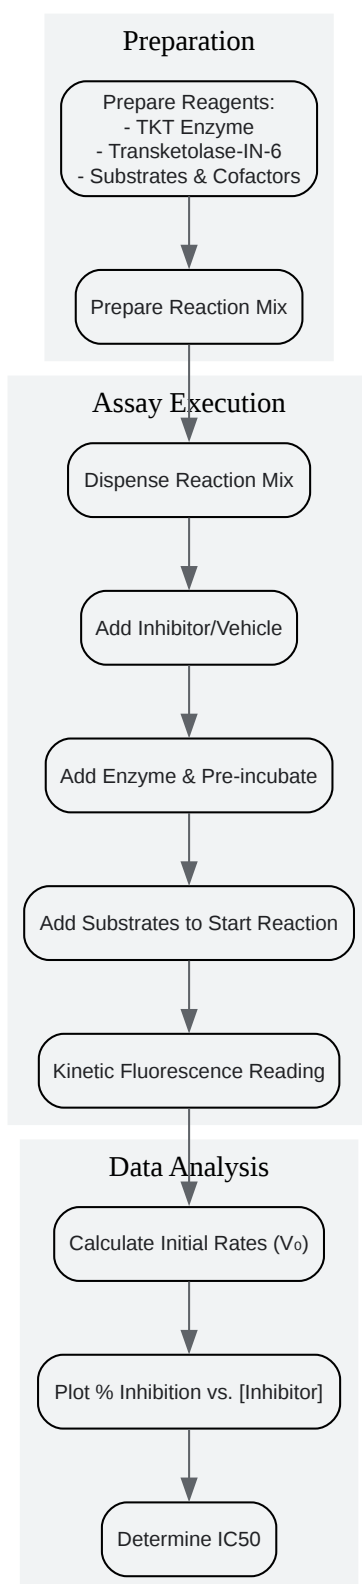 Preparation
Prepare Reagents:
- TKT Enzyme
- Transketolase-IN-6
- Substrates & Cofactors
Prepare Reaction Mix
Assay Execution
Dispense Reaction Mix
Add Inhibitor/Vehicle
Add Enzyme & Pre-incubate
Add Substrates to Start Reaction
Kinetic Fluorescence Reading
Data Analysis
Calculate Initial Rates (V₀)
Plot % Inhibition vs. [Inhibitor]
Determine IC50